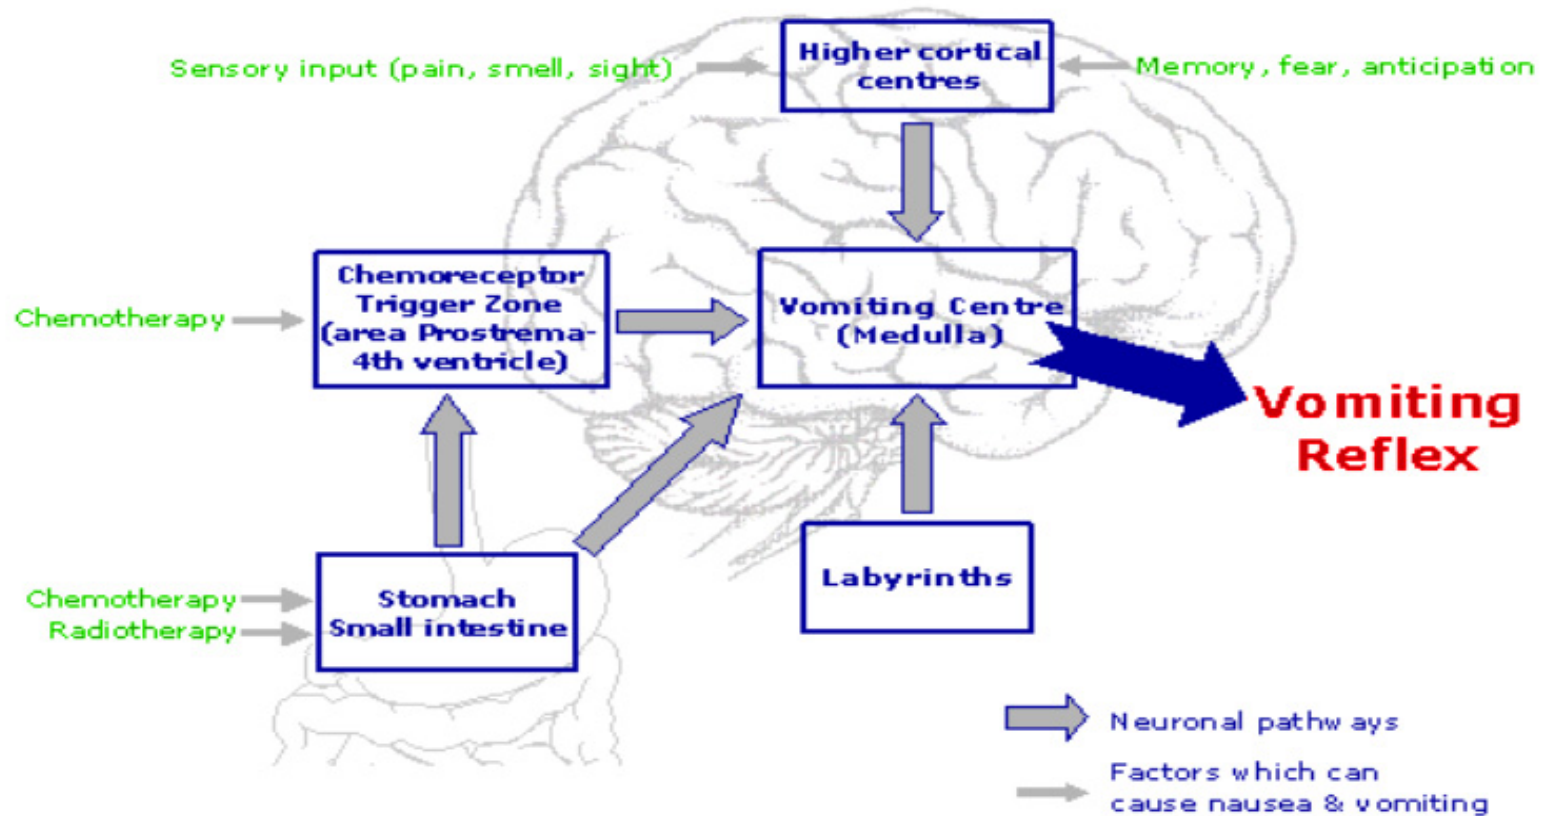 Higher cortical
centres
Sensory input (pain, smell, sight)
Memory, fear, anticipation
Chemoreceptor
Trigger Zone
(area Prostrema-
4th ventricle)
Chemotherapy
Vomiting Centre
(Medulla)
Vomiting
Reflex
Labyrinths
Stomach
Small intestine
Chemotherapy
Radiotherapy
Neuronal pathways
Factors which can
cause nausea & vomiting